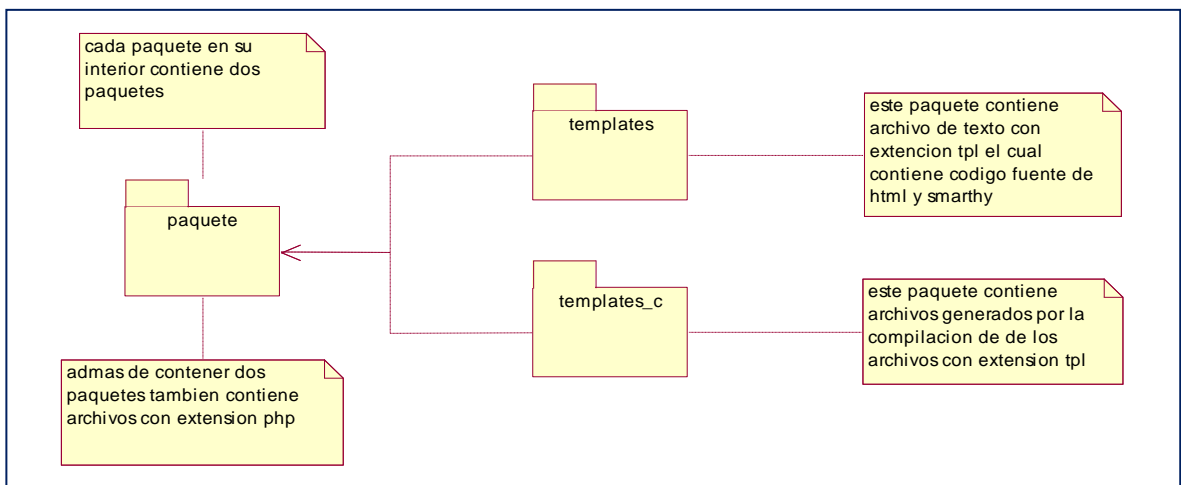 cada paquete en su
interior contiene dos
paquetes
paquete
admas de contener dos
paquetes tambien contiene
archivos con extension php
templates
este paquete contiene
archivo de texto con
extencion tpl el cual
contiene codigo fuente de
html y smarthy
templates_c
este paquete contiene
archivos generados por la
compilacion de de los
archivos con extension tpl